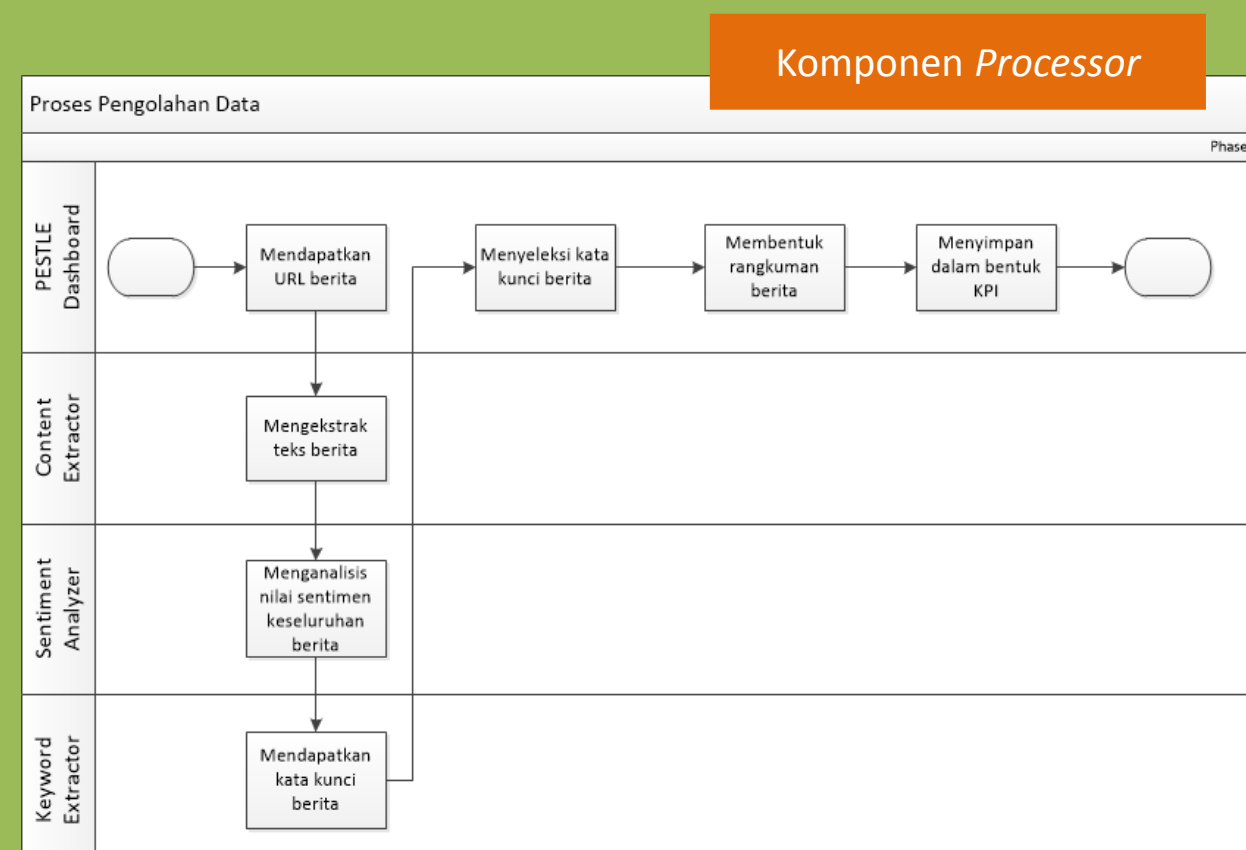 Komponen Processor
Proses Pengolahan Data
Phase
PESTLE
Dashboard
Mendapatkan
URL berita
Menyeleksi kata
kunci berita
Membentuk
rangkuman
berita
Menyimpan
dalam bentuk
KPI
Content
Extractor
Mengekstrak
teks berita
Sentiment
Analyzer
Menganalisis
nilai sentimen
keseluruhan
berita
Keyword
Extractor
Mendapatkan
kata kunci
berita